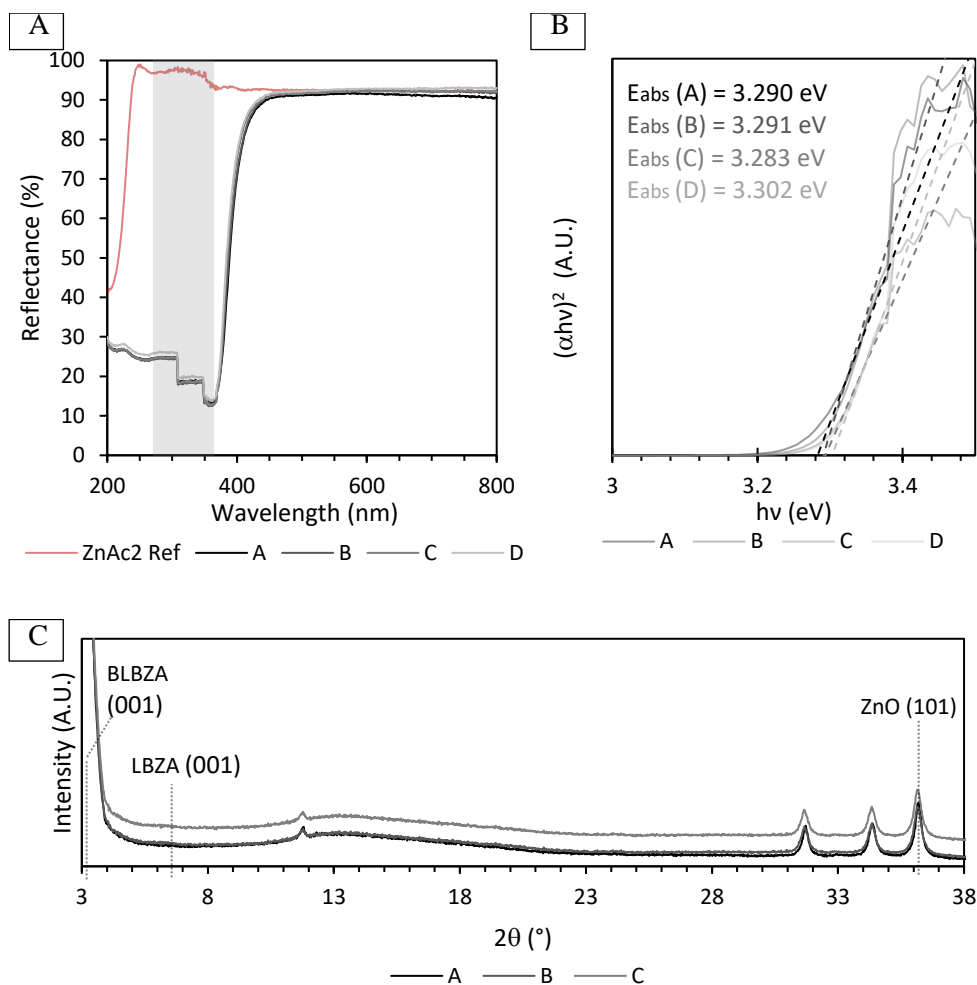 A
100
90
80
70
60
50
40
30
20
10
0
Reflectance (%)
200
400
600
800
Wavelength (nm)
ZnAc2 Ref
A
B
C
D
B
Eabs (A) = 3.290 eV
Eabs (B) = 3.291 eV
Eabs (C) = 3.283 eV
Eabs (D) = 3.302 eV
(αhν)² (A.U.)
3
3.2
3.4
hν (eV)
A
B
C
D
C
Intensity (A.U.)
BLBZA
(001)
LBZA (001)
ZnO (101)
3
8
13
18
23
28
33
38
2θ (°)
A
B
C